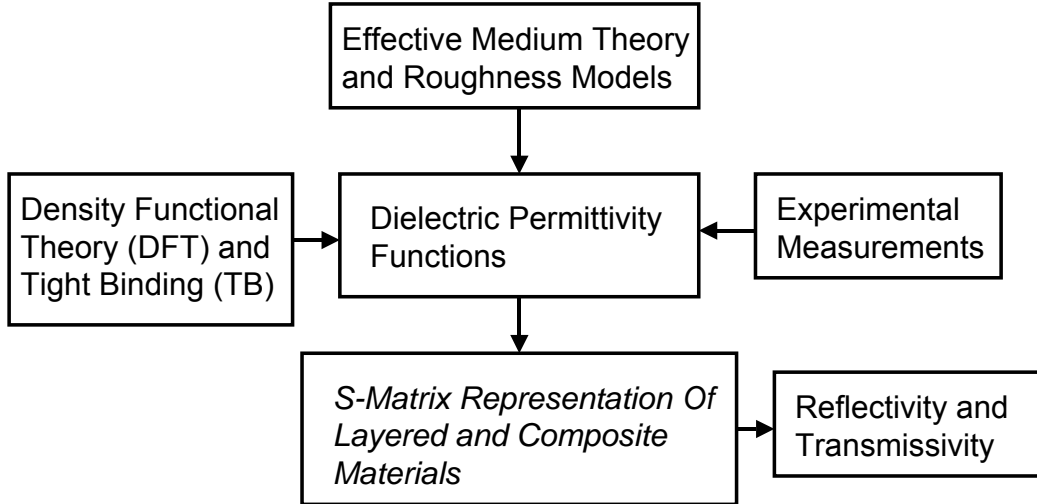 Effective Medium Theory
and Roughness Models
Density Functional
Theory (DFT) and
Tight Binding (TB)
Dielectric Permittivity
Functions
Experimental
Measurements
S-Matrix Representation Of
Layered and Composite
Materials
Reflectivity and
Transmissivity